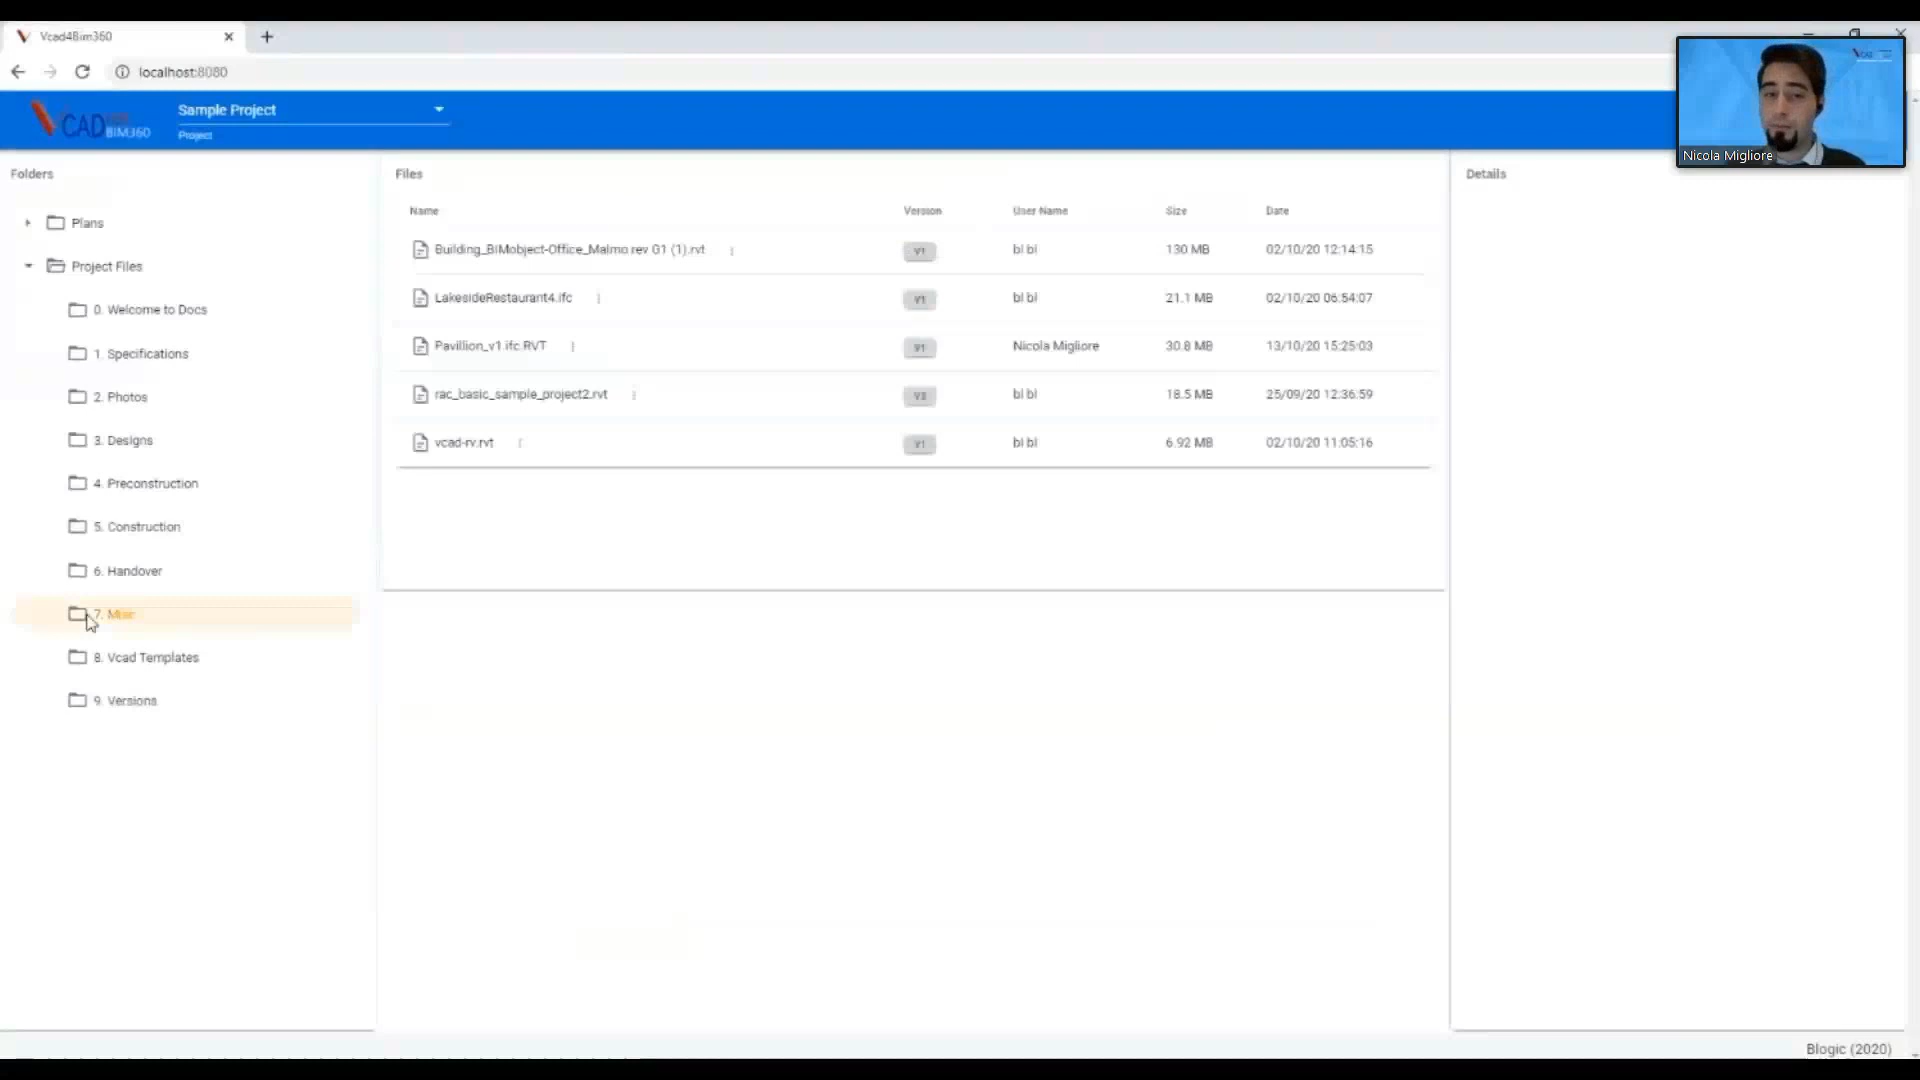 Vcad4Bim360
localhost:8080
VCAD
BIM360
Sample Project
Project
Nicola Migliore
Folders
Plans
Project Files
0. Welcome to Docs
1. Specifications
2. Photos
3. Designs
4. Preconstruction
5. Construction
6. Handover
7. Misc
8. Vcad Templates
9. Versions
Files
Name Version User Name Size Date
Building_BIMobject-Office_Malmo rev G1 (1).rvt V1 bl bl 130 MB 02/10/20 12:14:15
LakesideRestaurant4.ifc V1 bl bl 21.1 MB 02/10/20 06:54:07
Pavillion_v1.ifc.RVT V1 Nicola Migliore 30.8 MB 13/10/20 15:25:03
rac_basic_sample_project2.rvt bl bl 18.5 MB 25/09/20 12:36:59
vcad-rv.rvt V1 bl bl 6.92 MB 02/10/20 11:05:16
Details
Blogic (2020)